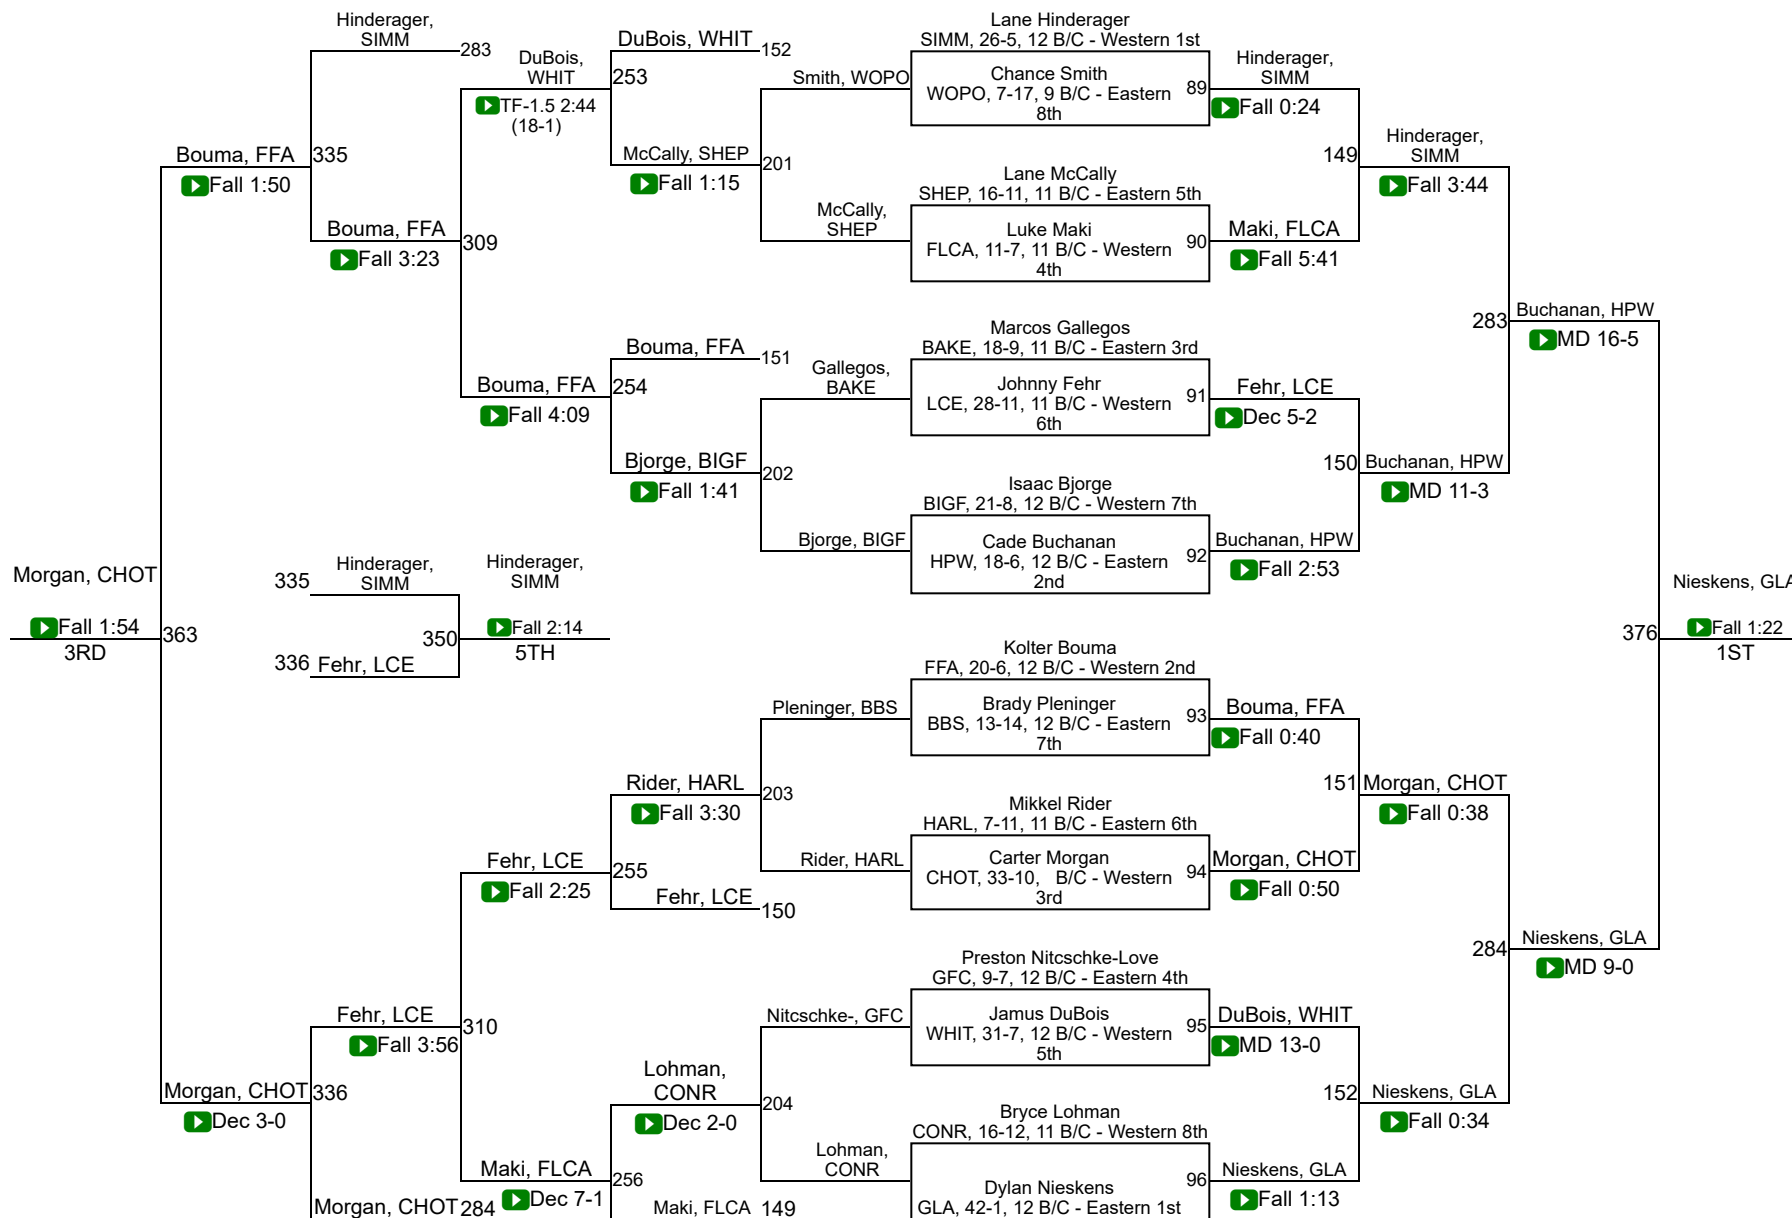 Hinderager,
SIMM
283
DuBois,
WHIT
TF-1.5 2:44
(18-1)
DuBois, WHIT
152
253
McCally, SHEP
Fall 1:15
Smith, WOPO
201
McCally,
SHEP
Lane Hinderager
SIMM, 26-5, 12 B/C - Western 1st
Chance Smith
WOPO, 7-17, 9 B/C - Eastern
8th
89
Hinderager,
SIMM
Fall 0:24
Lane McCally
SHEP, 16-11, 11 B/C - Eastern 5th
Luke Maki
FLCA, 11-7, 11 B/C - Western
4th
90
Maki, FLCA
Fall 5:41
149
Hinderager,
SIMM
Fall 3:44
Bouma, FFA
335
Fall 1:50
Bouma, FFA
Fall 3:23
309
Bouma, FFA
151
Bouma, FFA
Fall 4:09
254
Bjorge, BIGF
Fall 1:41
Gallegos,
BAKE
202
Bjorge, BIGF
Marcos Gallegos
BAKE, 18-9, 11 B/C - Eastern 3rd
Johnny Fehr
LCE, 28-11, 11 B/C - Western
6th
91
Fehr, LCE
Dec 5-2
Isaac Bjorge
BIGF, 21-8, 12 B/C - Western 7th
Cade Buchanan
HPW, 18-6, 12 B/C - Eastern
2nd
92
Buchanan, HPW
Fall 2:53
150
Buchanan, HPW
MD 11-3
283
Buchanan, HPW
MD 16-5
Morgan, CHOT
Fall 1:54
3RD
363
335
Hinderager,
SIMM
336
Fehr, LCE
350
Hinderager,
SIMM
Fall 2:14
5TH
376
Nieskens, GLA
Fall 1:22
1ST
Kolter Bouma
FFA, 20-6, 12 B/C - Western 2nd
Brady Pleninger
BBS, 13-14, 12 B/C - Eastern
7th
93
Bouma, FFA
Fall 0:40
Pleninger, BBS
Rider, HARL
Fall 3:30
203
Rider, HARL
Mikkel Rider
HARL, 7-11, 11 B/C - Eastern 6th
Carter Morgan
CHOT, 33-10, B/C - Western
3rd
94
Morgan, CHOT
Fall 0:50
151
Morgan, CHOT
Fall 0:38
Fehr, LCE
Fall 2:25
255
Fehr, LCE
150
Fehr, LCE
Fall 3:56
310
Preston Nitcschke-Love
GFC, 9-7, 12 B/C - Eastern 4th
Jamus DuBois
WHIT, 31-7, 12 B/C - Western
5th
95
DuBois, WHIT
MD 13-0
Nitcschke-, GFC
Lohman,
CONR
Dec 2-0
204
Lohman,
CONR
Bryce Lohman
CONR, 16-12, 11 B/C - Western 8th
Dylan Nieskens
GLA, 42-1, 12 B/C - Eastern 1st
96
Nieskens, GLA
Fall 1:13
152
Nieskens, GLA
Fall 0:34
284
Nieskens, GLA
MD 9-0
Morgan, CHOT
Dec 3-0
336
Maki, FLCA
Dec 7-1
256
Maki, FLCA
149
Morgan, CHOT
284